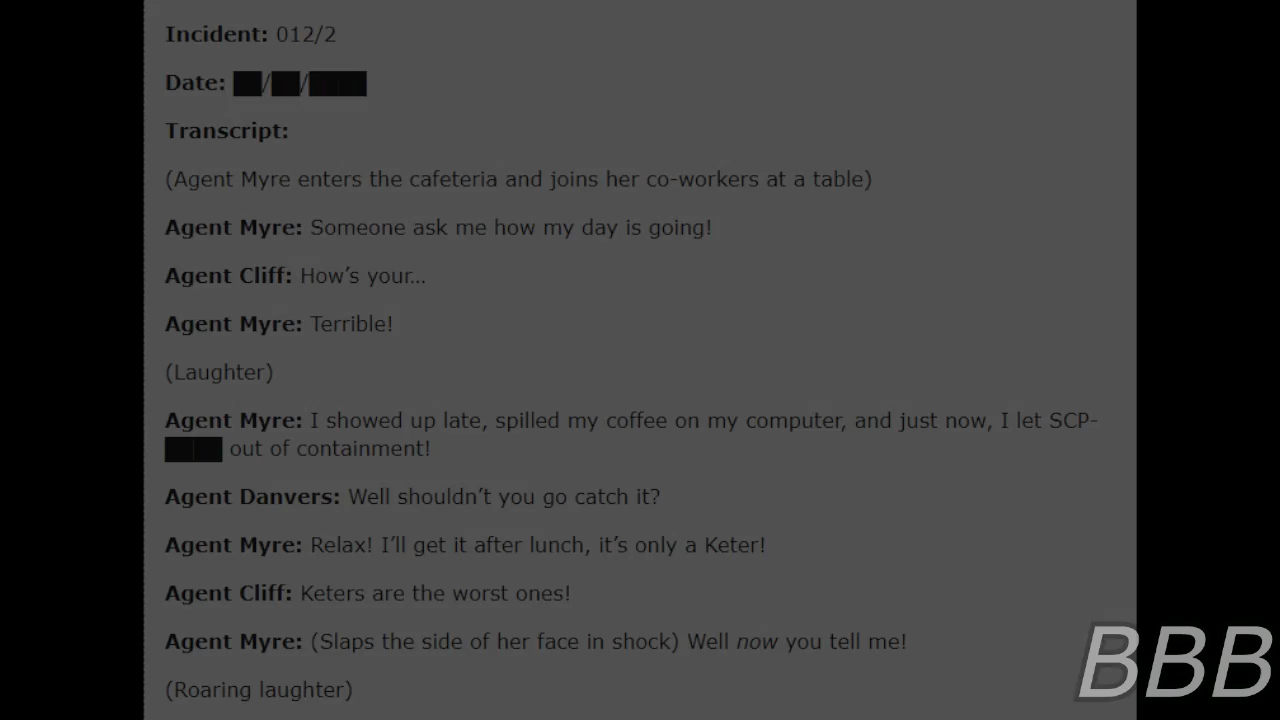 Incident: 012/2
Date: ██/██/████
Transcript:
(Agent Myre enters the cafeteria and joins her co-workers at a table)
Agent Myre: Someone ask me how my day is going!
Agent Cliff: How’s your…
Agent Myre: Terrible!
(Laughter)
Agent Myre: I showed up late, spilled my coffee on my computer, and just now, I let SCP-
████ out of containment!
Agent Danvers: Well shouldn’t you go catch it?
Agent Myre: Relax! I’ll get it after lunch, it’s only a Keter!
Agent Cliff: Keters are the worst ones!
Agent Myre: (Slaps the side of her face in shock) Well now you tell me!
(Roaring laughter)
BBB